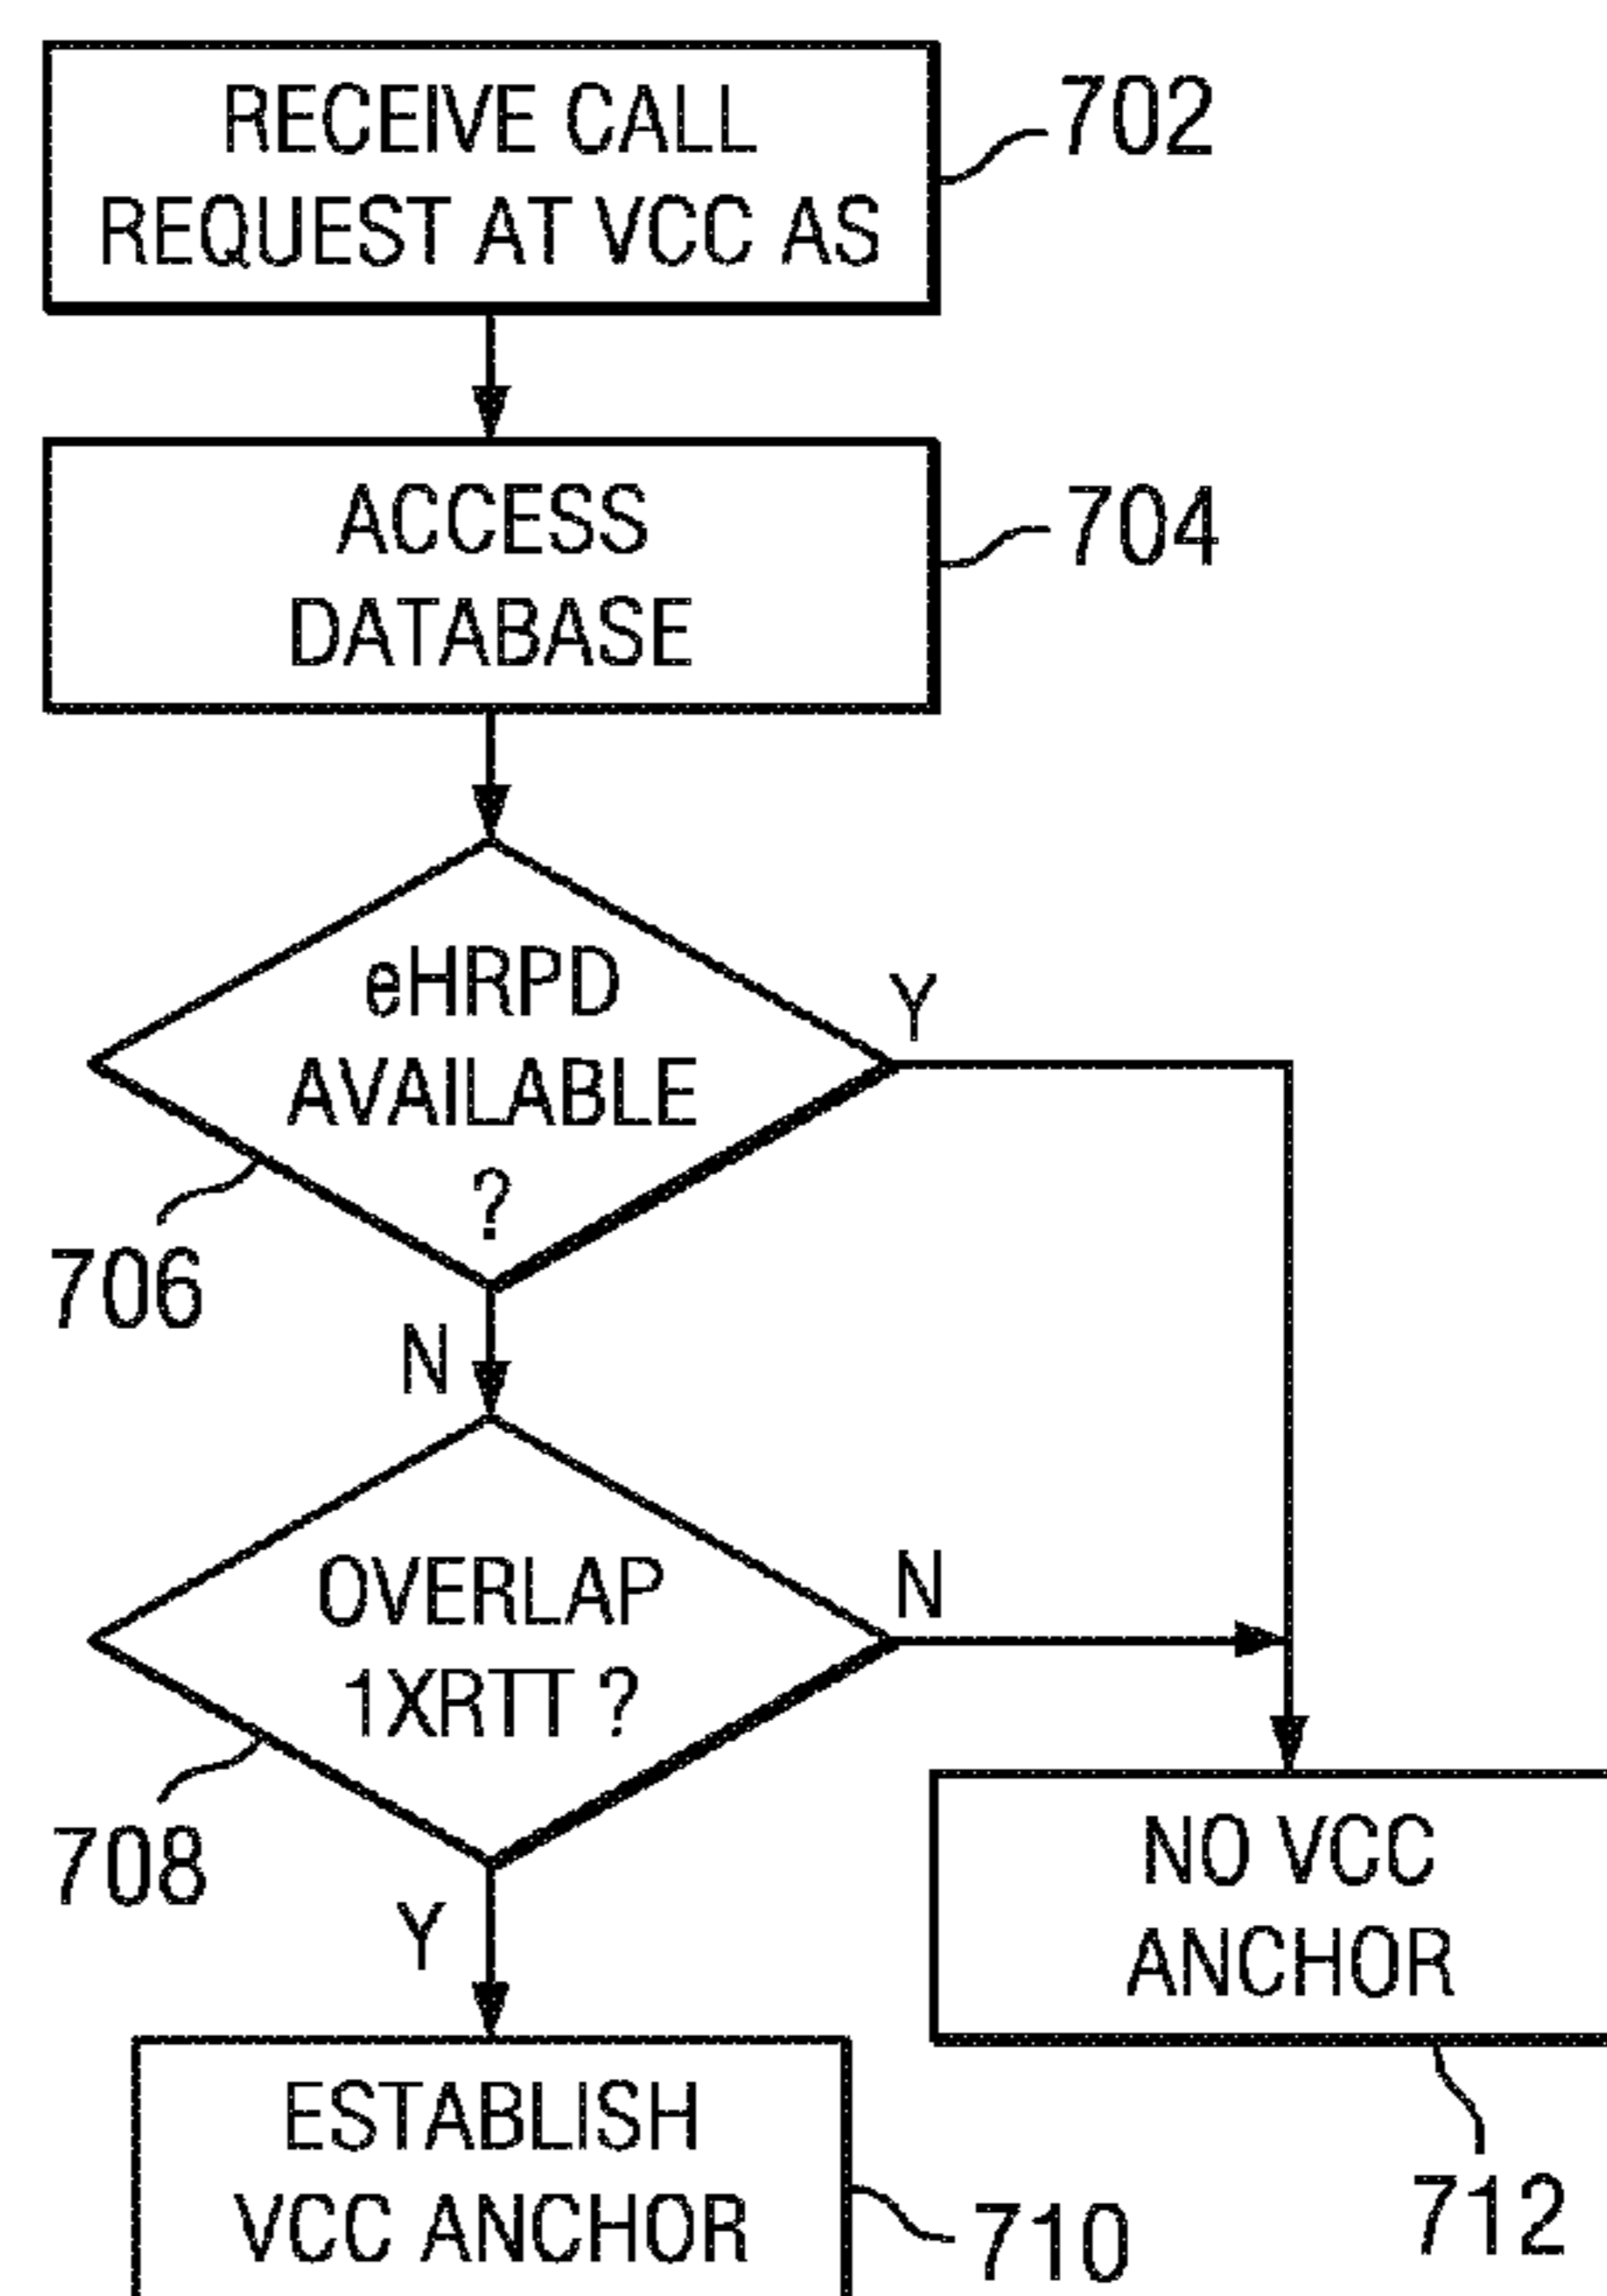 RECEIVE CALL
REQUEST AT VCC AS
702
ACCESS
DATABASE
704
eHRPD
AVAILABLE
?
Y
706
N
OVERLAP
1XRTT ?
N
708
Y
NO VCC
ANCHOR
712
ESTABLISH
VCC ANCHOR
710